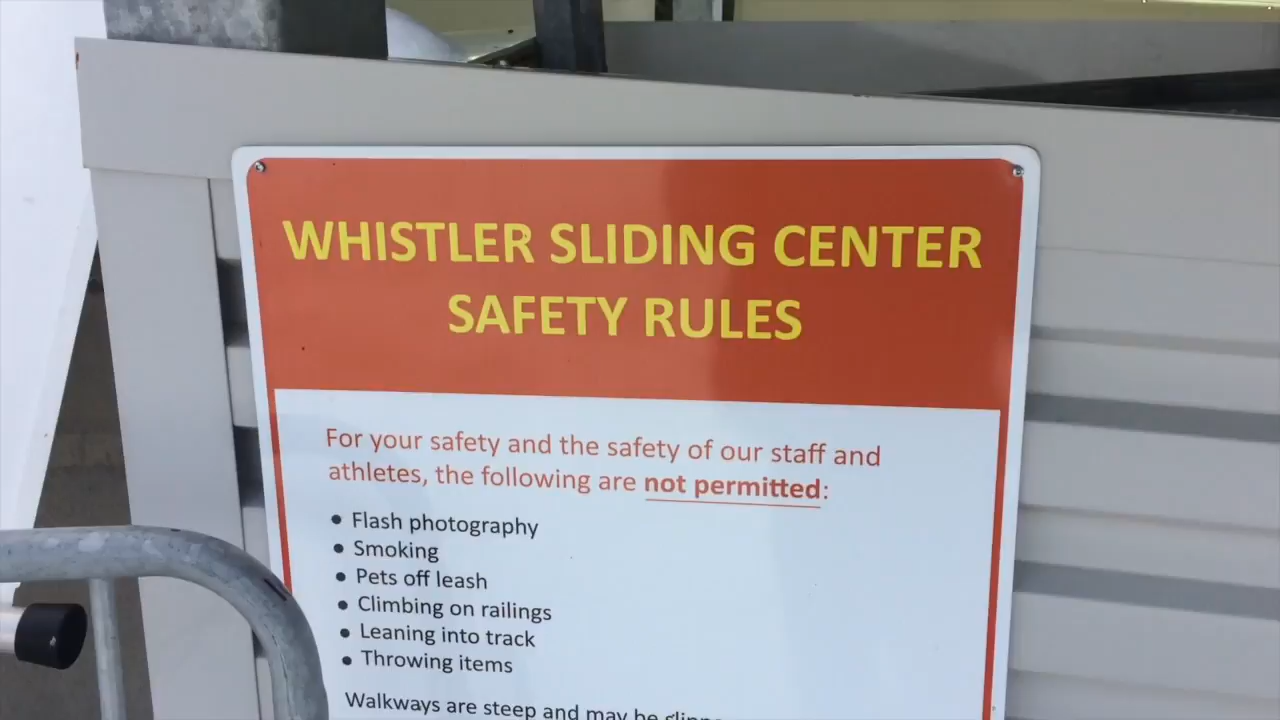 WHISTLER SLIDING CENTER
SAFETY RULES
For your safety and the safety of our staff and
athletes, the following are not permitted:
• Flash photography
• Smoking
• Pets off leash
• Climbing on railings
• Leaning into track
• Throwing items
Walkways are steep and may be